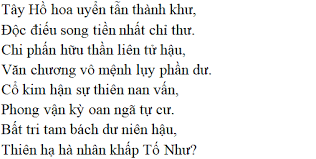 Tây Hồ hoa uyển tẫn thành khư,
Độc điếu song tiền nhất chỉ thư.
Chi phấn hữu thần liên tử hậu,
Văn chương vô mệnh lụy phần dư.
Cổ kim hận sự thiên nan vấn,
Phong vận kỳ oan ngã tự cư.
Bất tri tam bách dư niên hậu,
Thiên hạ hà nhân khấp Tố Như?